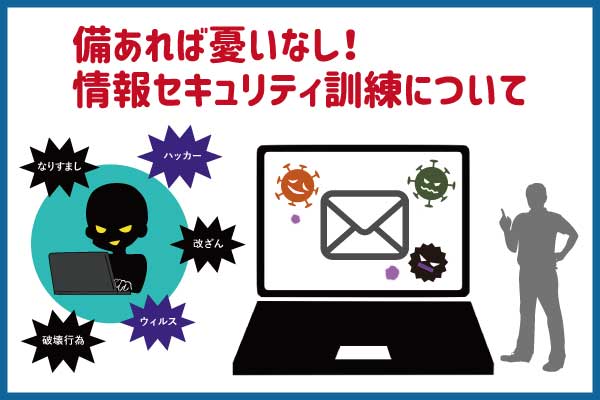 備あれば憂いなし!
情報セキュリティ訓練について
なりすまし
ハッカー
改ざん
ウィルス
破壊行為